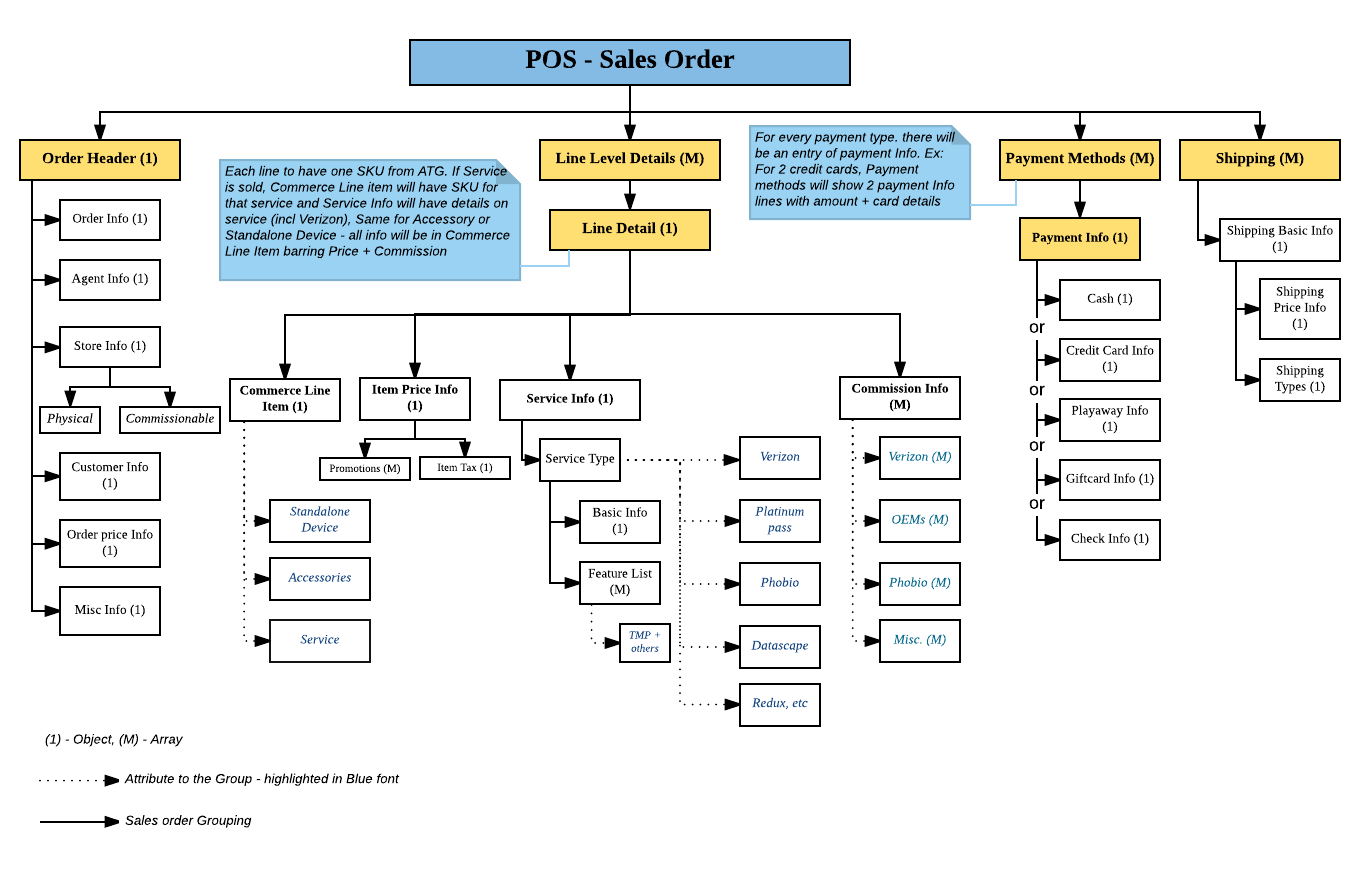 POS - Sales Order
Order Header (1)
Order Info (1)
Agent Info (1)
Store Info (1)
Physical
Commissionable
Customer Info
(1)
Order price Info
(1)
Misc Info (1)
Each line to have one SKU from ATG. If Service
is sold, Commerce Line item will have SKU for
that service and Service Info will have details on
service (incl Verizon), Same for Accessory or
Standalone Device - all info will be in Commerce
Line Item barring Price + Commission
Line Level Details (M)
Line Detail (1)
Commerce Line
Item (1)
Standalone
Device
Accessories
Service
Item Price Info
(1)
Promotions (M)
Item Tax (1)
Service Info (1)
Service Type
Basic Info
(1)
Feature List
(M)
TMP +
others
Verizon
Platinum
pass
Phobio
Datascape
Redux, etc
Commission Info
(M)
Verizon (M)
OEMs (M)
Phobio (M)
Misc. (M)
For every payment type. there will
be an entry of payment Info. Ex:
For 2 credit cards, Payment
methods will show 2 payment Info
lines with amount + card details
Payment Methods (M)
Payment Info (1)
Cash (1)
or
Credit Card Info
(1)
or
Playaway Info
(1)
or
Giftcard Info (1)
or
Check Info (1)
Shipping (M)
Shipping Basic Info
(1)
Shipping
Price Info
(1)
Shipping
Types (1)
(1) - Object, (M) - Array
Attribute to the Group - highlighted in Blue font
Sales order Grouping